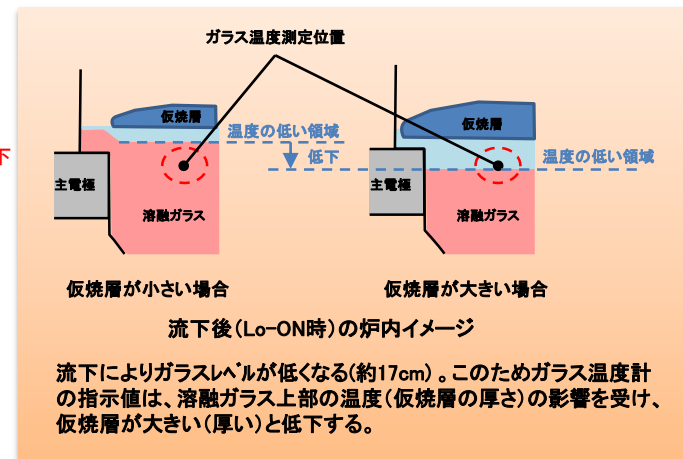 ガラス温度測定位置
仮焼層
仮焼層
温度の低い領域
下
低下
温度の低い領域
主電極
主電極
溶融ガラス
溶融ガラス
仮焼層が小さい場合
仮焼層が大きい場合
流下後(Lo-ON時)の炉内イメージ
流下によりガラスレベルが低くなる(約17cm) 。このためガラス温度計
の指示値は、溶融ガラス上部の温度(仮焼層の厚さ)の影響を受け、
仮焼層が大きい(厚い)と低下する。